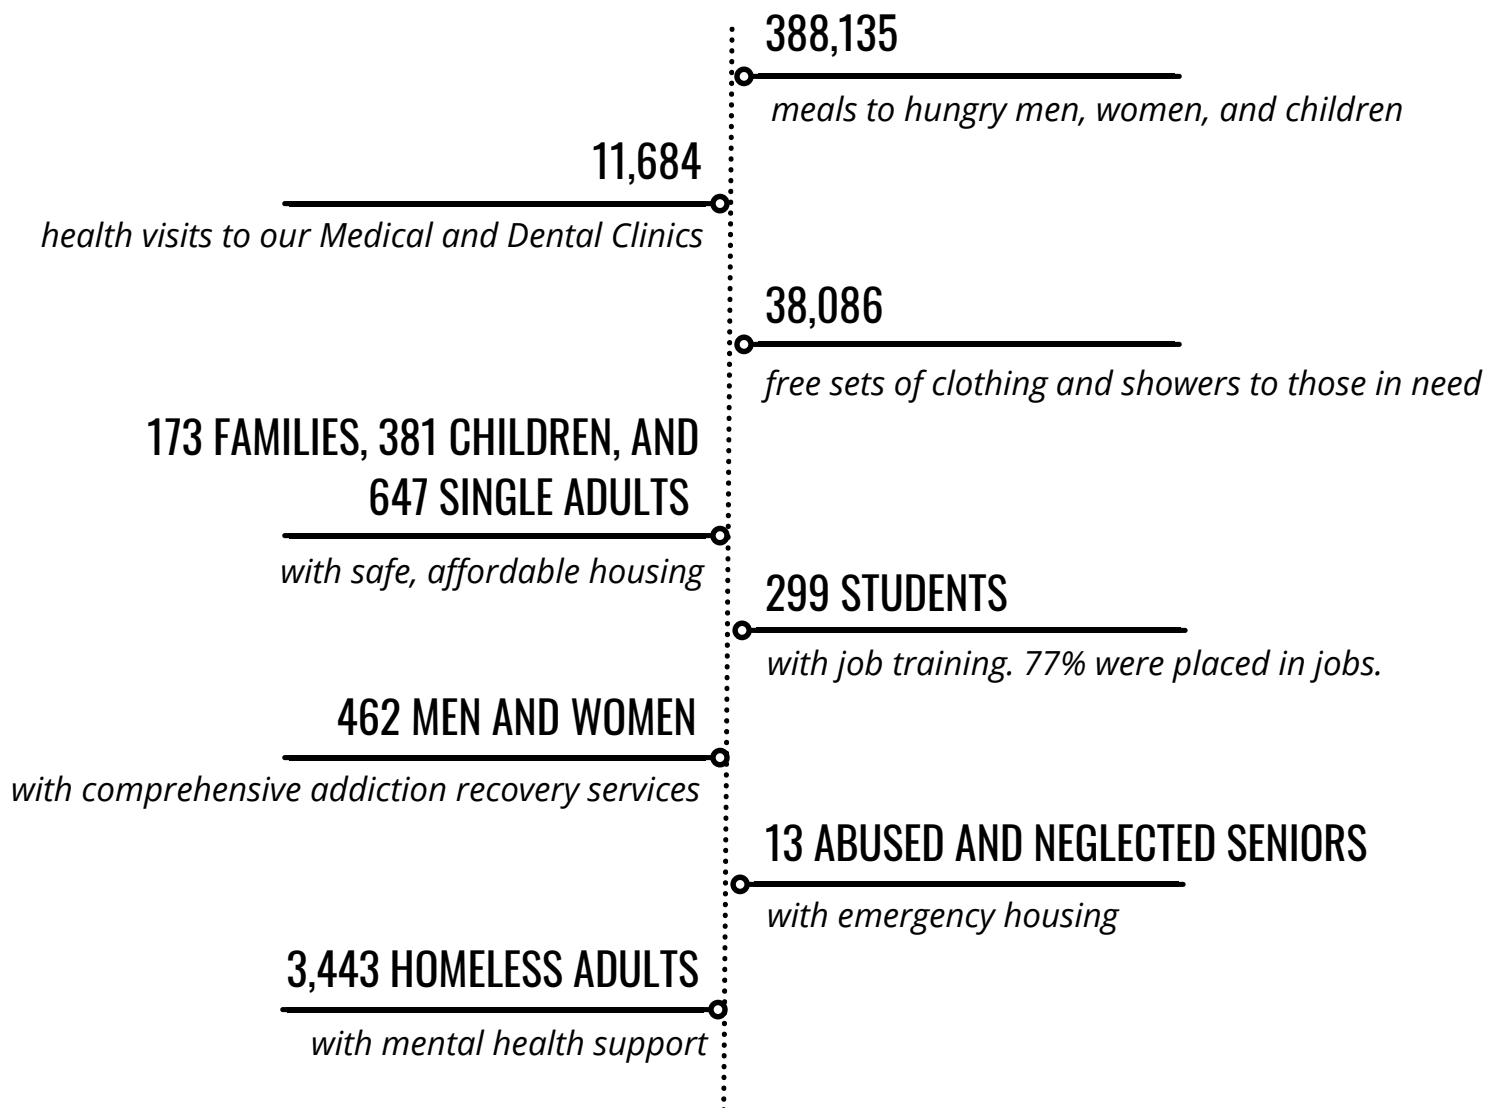 388,135
meals to hungry men, women, and children
11,684
health visits to our Medical and Dental Clinics
38,086
free sets of clothing and showers to those in need
173 FAMILIES, 381 CHILDREN, AND
647 SINGLE ADULTS
with safe, affordable housing
299 STUDENTS
with job training. 77% were placed in jobs.
462 MEN AND WOMEN
with comprehensive addiction recovery services
13 ABUSED AND NEGLECTED SENIORS
with emergency housing
3,443 HOMELESS ADULTS
with mental health support